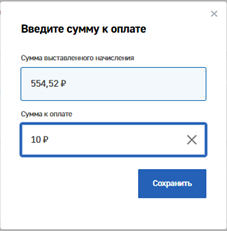 Введите сумму к оплате
Сумма выставленного начисления
554,52 ₽
Сумма к оплате
10 ₽
Сохранить